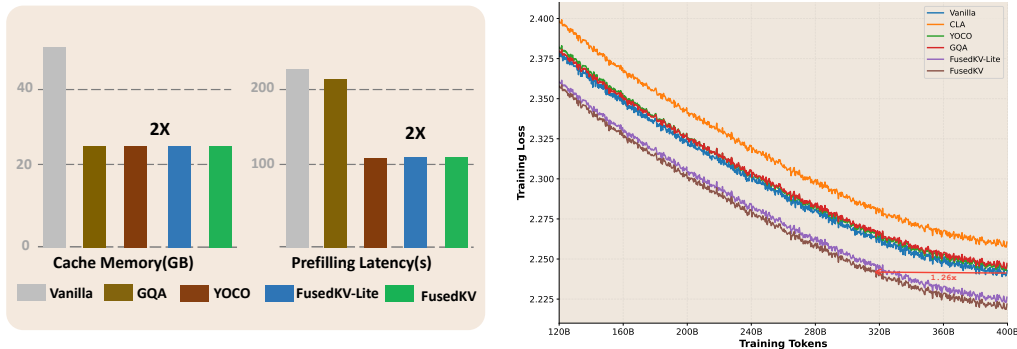 40
20
0
2X
Cache Memory(GB)
200
100
0
2X
Prefilling Latency(s)
Vanilla
GQA
YOCO
FusedKV-Lite
FusedKV
2.400
2.375
2.350
2.325
2.300
2.275
2.250
2.225
Training Loss
Vanilla
CLA
YOCO
GQA
FusedKV-Lite
FusedKV
1.26x
120B 160B 200B 240B 280B 320B 360B 400B
Training Tokens